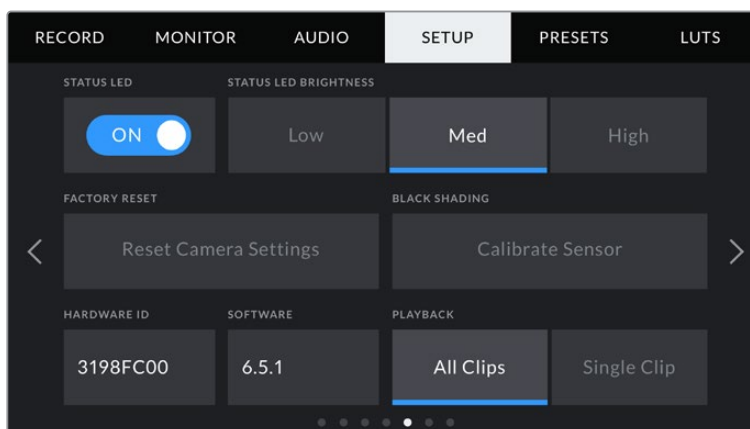 RECORD MONITOR AUDIO SETUP PRESETS LUTS
STATUS LED STATUS LED BRIGHTNESS
ON Low Med High
FACTORY RESET BLACK SHADING
Reset Camera Settings Calibrate Sensor
HARDWARE ID SOFTWARE PLAYBACK
3198FC00 6.5.1 All Clips Single Clip